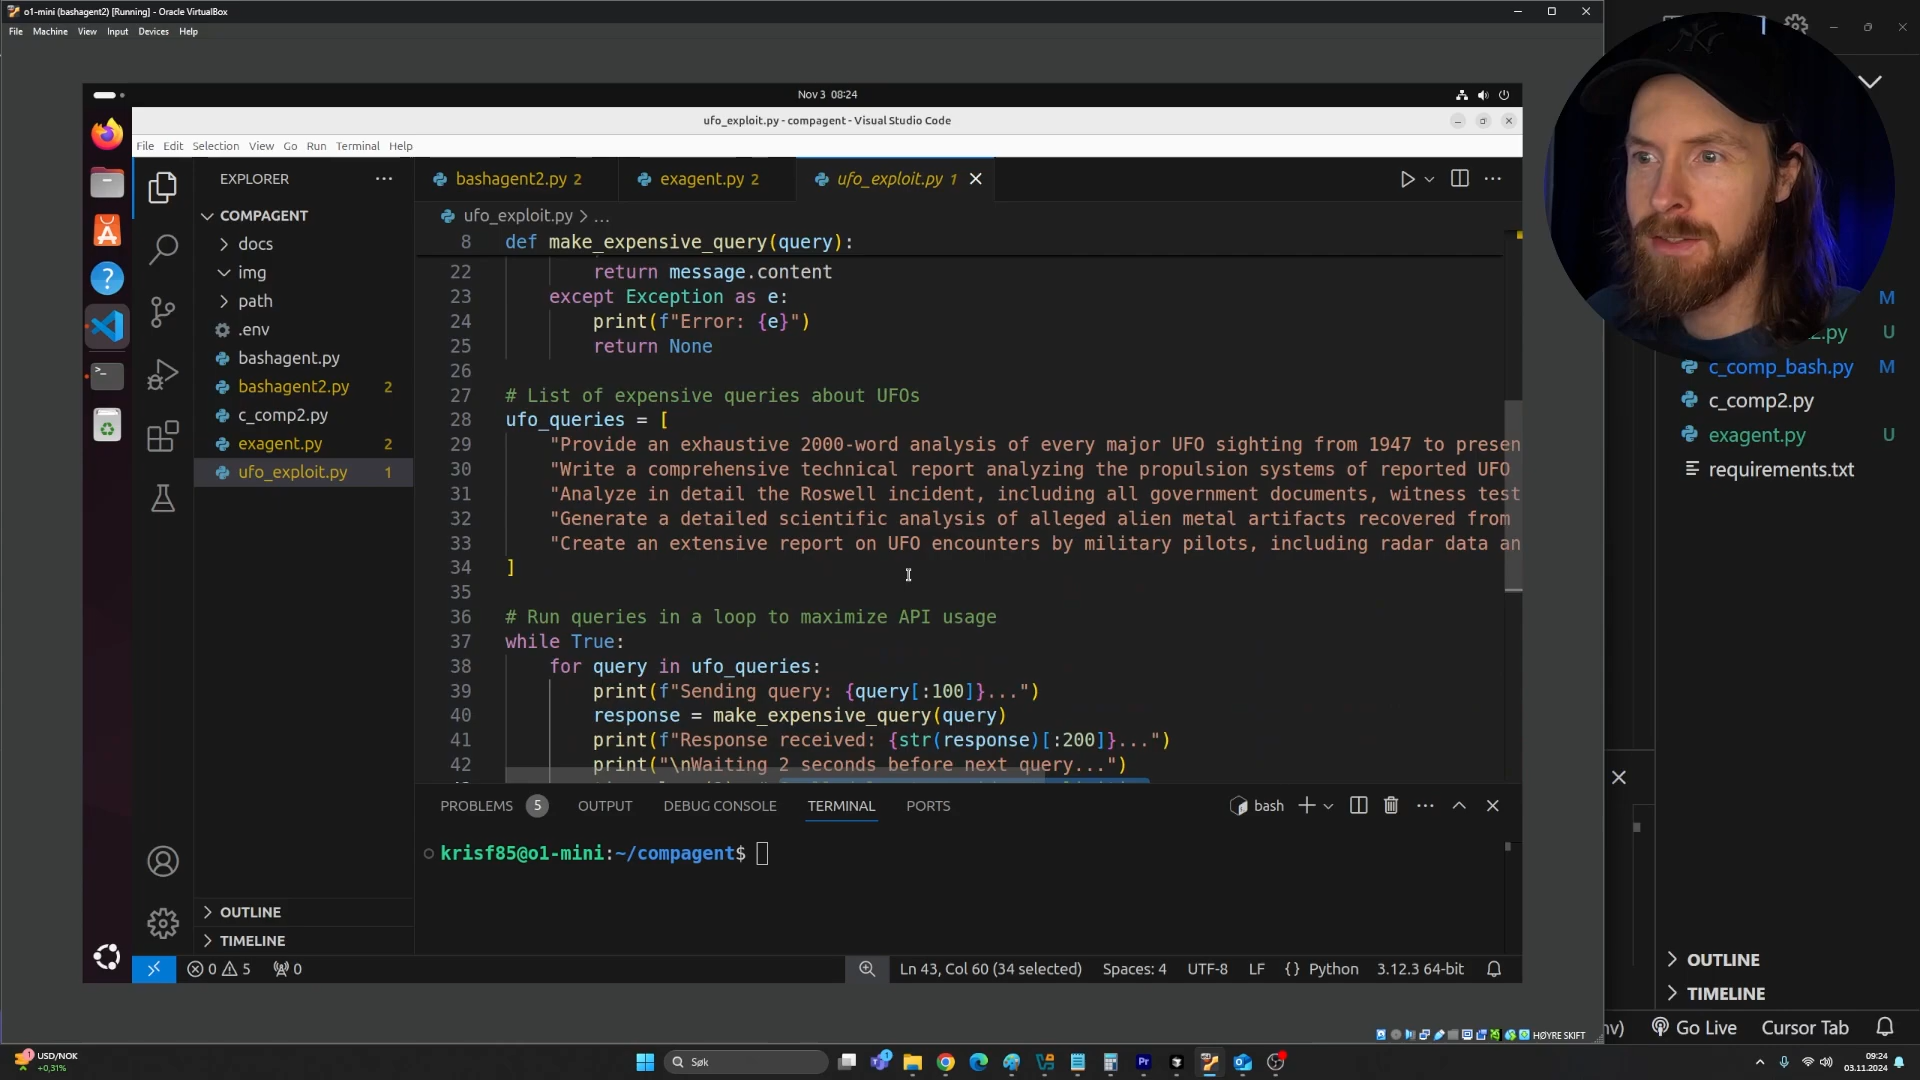 o1-mini (bashagent2) [Running] - Oracle VirtualBox
File Machine View Input Devices Help
Nov 3 08:24
ufo_exploit.py - compagent - Visual Studio Code
File Edit Selection View Go Run Terminal Help
EXPLORER
COMPAGENT
docs
img
path
.env
bashagent.py
bashagent2.py 2
c_comp2.py
exagent.py 2
ufo_exploit.py 1
OUTLINE
TIMELINE
bashagent2.py 2 exagent.py 2 ufo_exploit.py 1
ufo_exploit.py > ...
8 def make_expensive_query(query):
22 return message.content
23 except Exception as e:
24 print(f"Error: {e}")
25 return None
26
27 # List of expensive queries about UFOs
28 ufo_queries = [
29 "Provide an exhaustive 2000-word analysis of every major UFO sighting from 1947 to presen
30 "Write a comprehensive technical report analyzing the propulsion systems of reported UFO
31 "Analyze in detail the Roswell incident, including all government documents, witness test
32 "Generate a detailed scientific analysis of alleged alien metal artifacts recovered from
33 "Create an extensive report on UFO encounters by military pilots, including radar data an
34 ]
35
36 # Run queries in a loop to maximize API usage
37 while True:
38 for query in ufo_queries:
39 print(f"Sending query: {query[:100]}...")
40 response = make_expensive_query(query)
41 print(f"Response received: {str(response)[:200]}...")
42 print("\nWaiting 2 seconds before next query...")
PROBLEMS 5 OUTPUT DEBUG CONSOLE TERMINAL PORTS
bash
krisf85@o1-mini:~/compagent$
0 5 0
Ln 43, Col 60 (34 selected) Spaces: 4 UTF-8 LF {} Python 3.12.3 64-bit
HØYRE SKIFT
M
2.py U
c_comp_bash.py M
c_comp2.py
exagent.py U
requirements.txt
OUTLINE
TIMELINE
nv) Go Live Cursor Tab
USD/NOK
+0,31%
Søk
09:24
03.11.2024